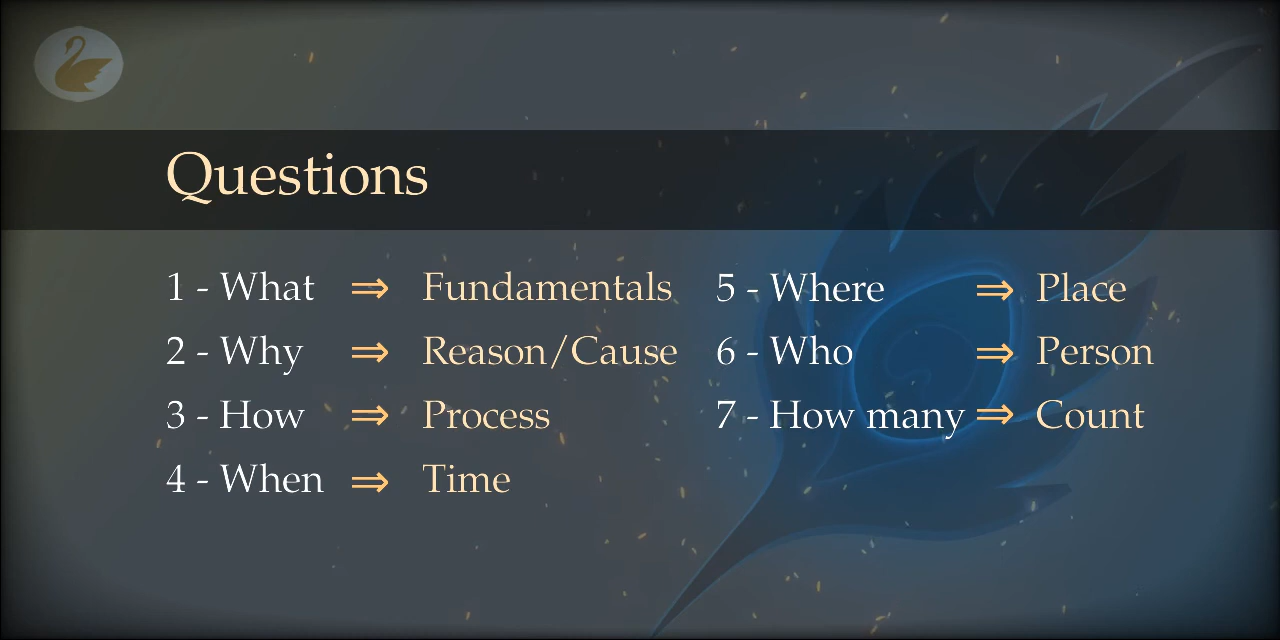 Questions
1 - What ⇒ Fundamentals
2 - Why ⇒ Reason/Cause
3 - How ⇒ Process
4 - When ⇒ Time
5 - Where ⇒ Place
6 - Who ⇒ Person
7 - How many ⇒ Count